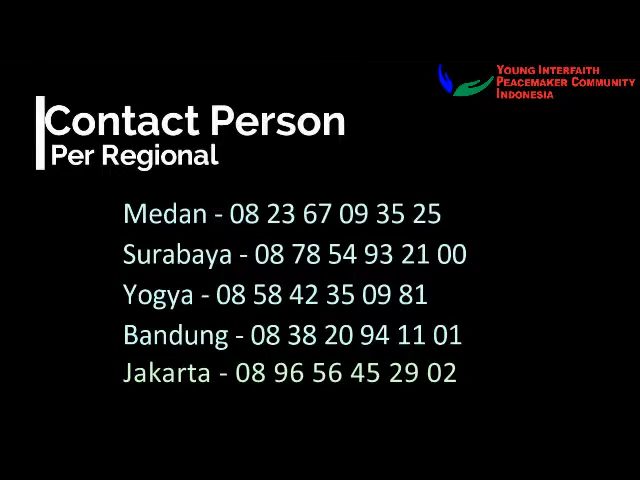 Young Interfaith
Peacemaker Community
Indonesia
Contact Person
Per Regional
Medan - 08 23 67 09 35 25
Surabaya - 08 78 54 93 21 00
Yogya - 08 58 42 35 09 81
Bandung - 08 38 20 94 11 01
Jakarta - 08 96 56 45 29 02